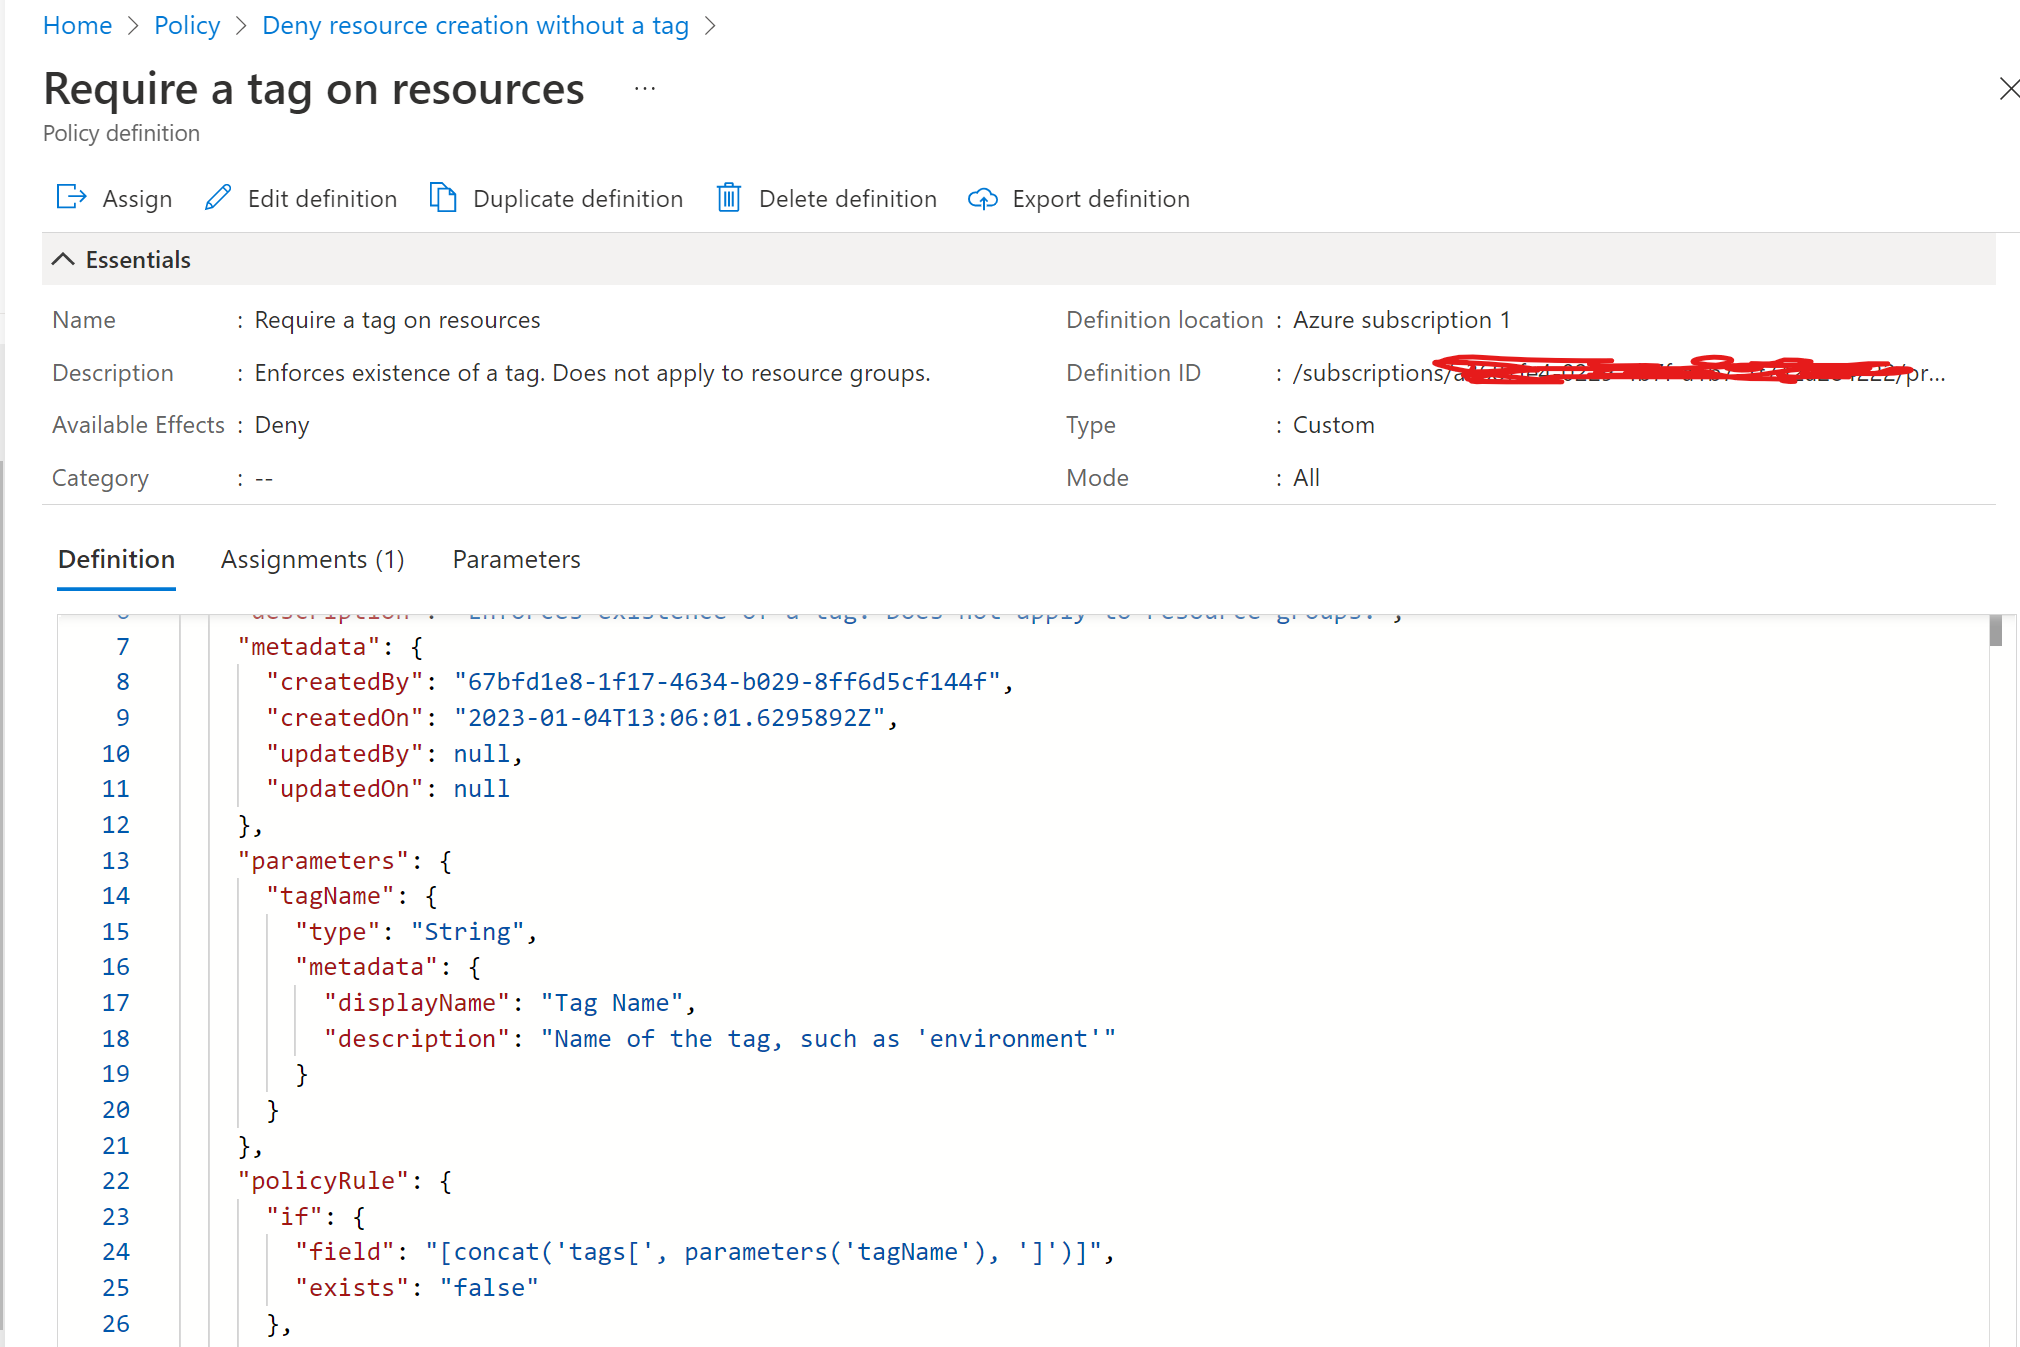 Home > Policy > Deny resource creation without a tag >
Require a tag on resources ...
Policy definition
Assign Edit definition Duplicate definition Delete definition Export definition
Essentials
Name : Require a tag on resources
Definition location : Azure subscription 1
Description : Enforces existence of a tag. Does not apply to resource groups.
Definition ID : /subscriptions/ /pr...
Available Effects : Deny
Type : Custom
Category : --
Mode : All
Definition Assignments (1) Parameters
6 "description": "Enforces existence of a tag. Does not apply to resource groups.",
7 "metadata": {
8 "createdBy": "67bfd1e8-1f17-4634-b029-8ff6d5cf144f",
9 "createdOn": "2023-01-04T13:06:01.6295892Z",
10 "updatedBy": null,
11 "updatedOn": null
12 },
13 "parameters": {
14 "tagName": {
15 "type": "String",
16 "metadata": {
17 "displayName": "Tag Name",
18 "description": "Name of the tag, such as 'environment'"
19 }
20 }
21 },
22 "policyRule": {
23 "if": {
24 "field": "[concat('tags[', parameters('tagName'), ']')]",
25 "exists": "false"
26 },